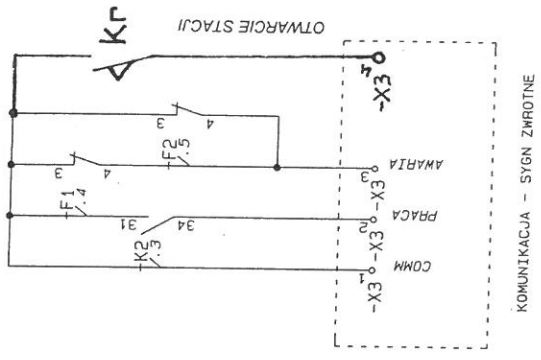 Kr
OTWARCIE STACJI
4
-X3
3
4
3
4
F2
.5
3
AWARIA
-X3
F1
.4
31
34
2
PRACA
-X3
K2
.3
1
COMM
-X3
KOMUNIKACJA - SYGN ZWROTNE